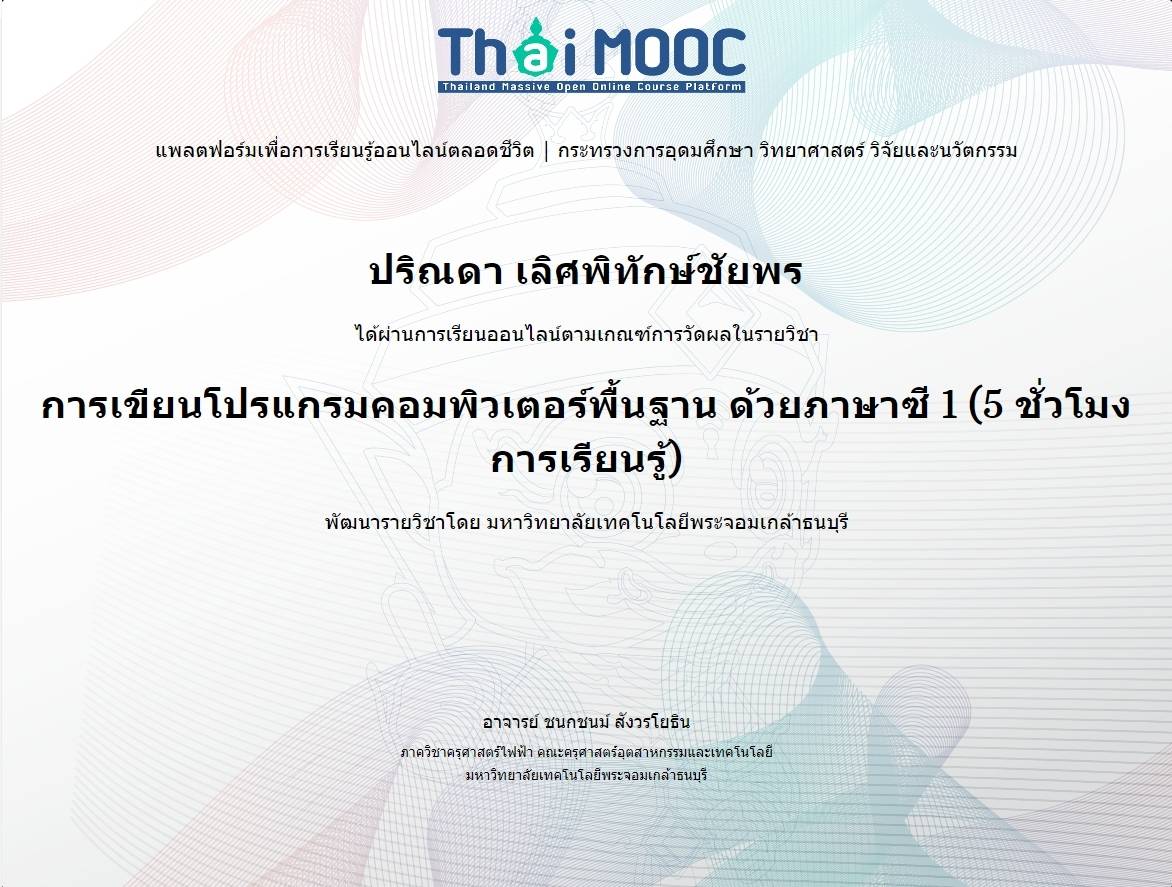 Thai MOOC
Thailand Massive Open Online Course Platform
แพลตฟอร์มเพื่อการเรียนรู้ออนไลน์ตลอดชีวิต | กระทรวงการอุดมศึกษา วิทยาศาสตร์ วิจัยและนวัตกรรม
ปริณดา เลิศพิทักษ์ชัยพร
ได้ผ่านการเรียนออนไลน์ตามเกณฑ์การวัดผลในรายวิชา
การเขียนโปรแกรมคอมพิวเตอร์พื้นฐาน ด้วยภาษาซี 1 (5 ชั่วโมง
การเรียนรู้)
พัฒนารายวิชาโดย มหาวิทยาลัยเทคโนโลยีพระจอมเกล้าธนบุรี
อาจารย์ ชนกชนม์ สังวรโยธิน
ภาควิชาครุศาสตร์ไฟฟ้า คณะครุศาสตร์อุตสาหกรรมและเทคโนโลยี
มหาวิทยาลัยเทคโนโลยีพระจอมเกล้าธนบุรี